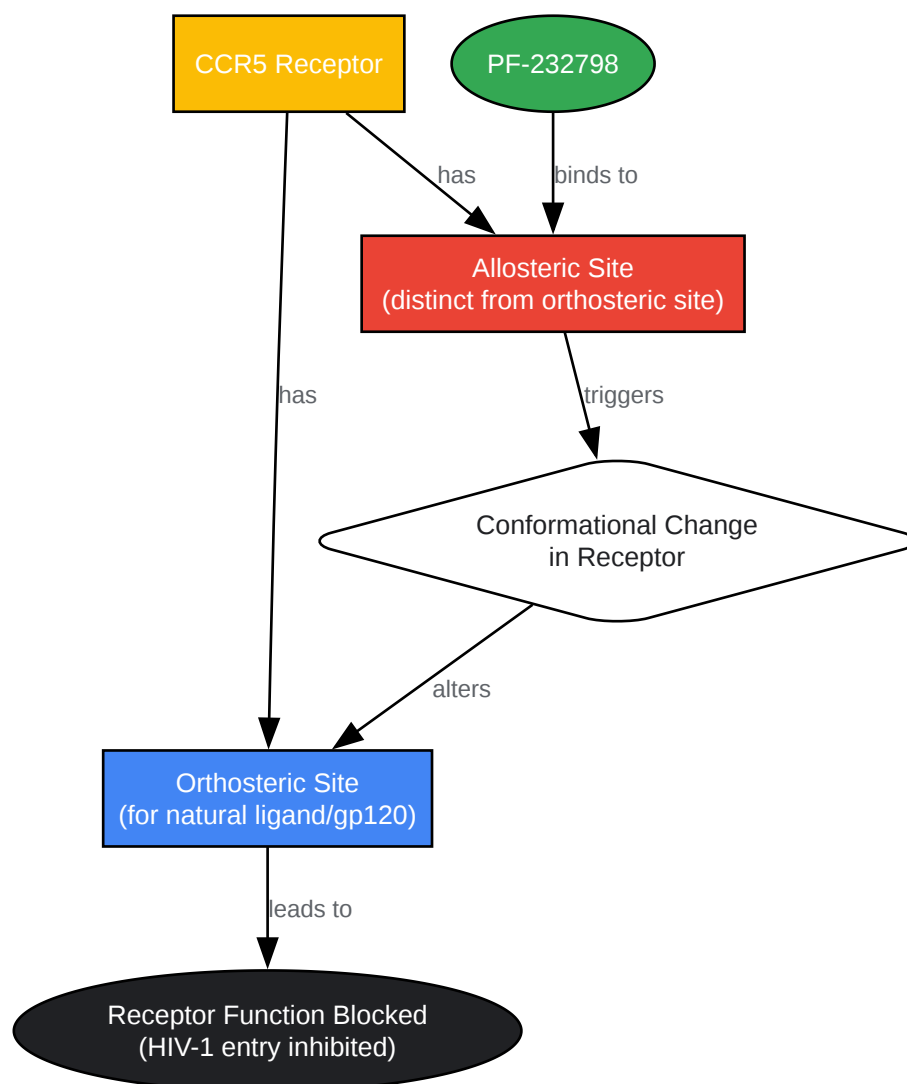 CCR5 Receptor
PF-232798
has
binds to
Allosteric Site
(distinct from orthosteric site)
triggers
has
Conformational Change
in Receptor
alters
Orthosteric Site
(for natural ligand/gp120)
leads to
Receptor Function Blocked
(HIV-1 entry inhibited)